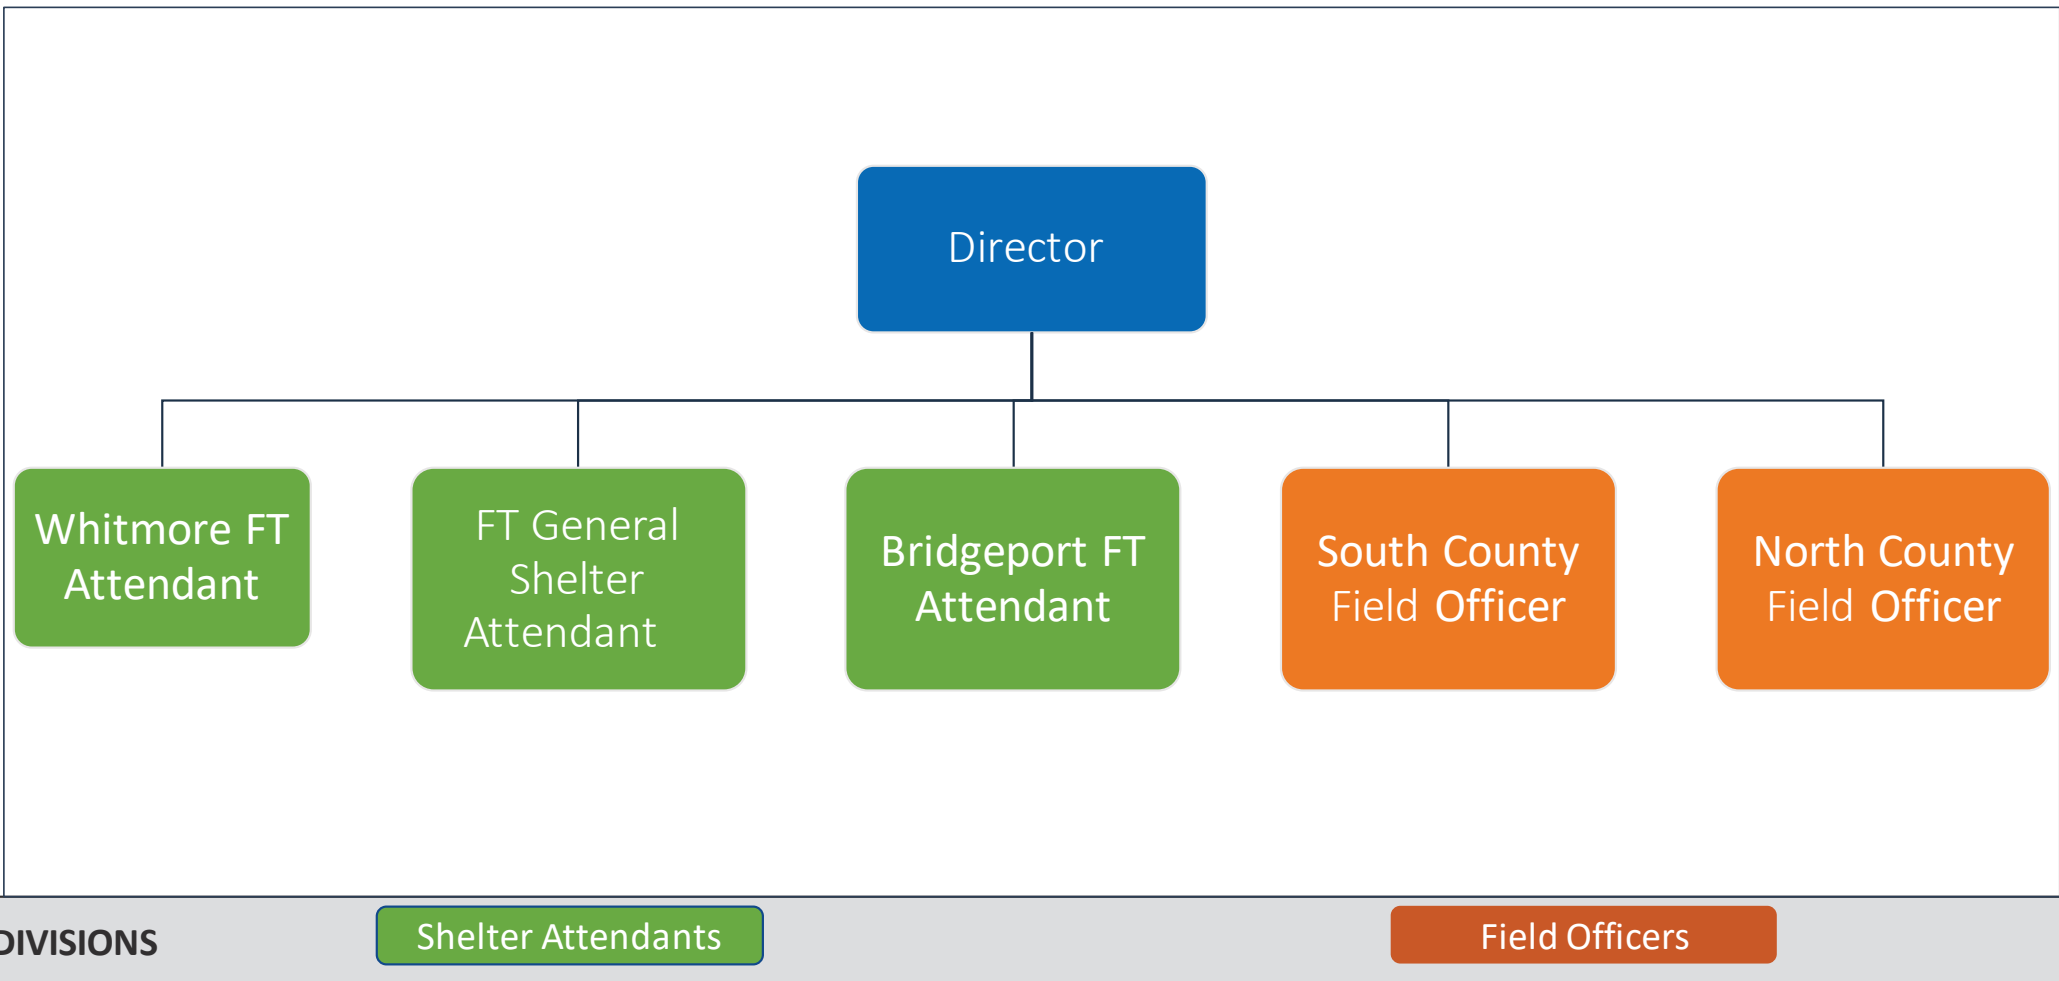 Director
Whitmore FT
Attendant
FT General
Shelter
Attendant
Bridgeport FT
Attendant
South County
Field Officer
North County
Field Officer
DIVISIONS
Shelter Attendants
Field Officers